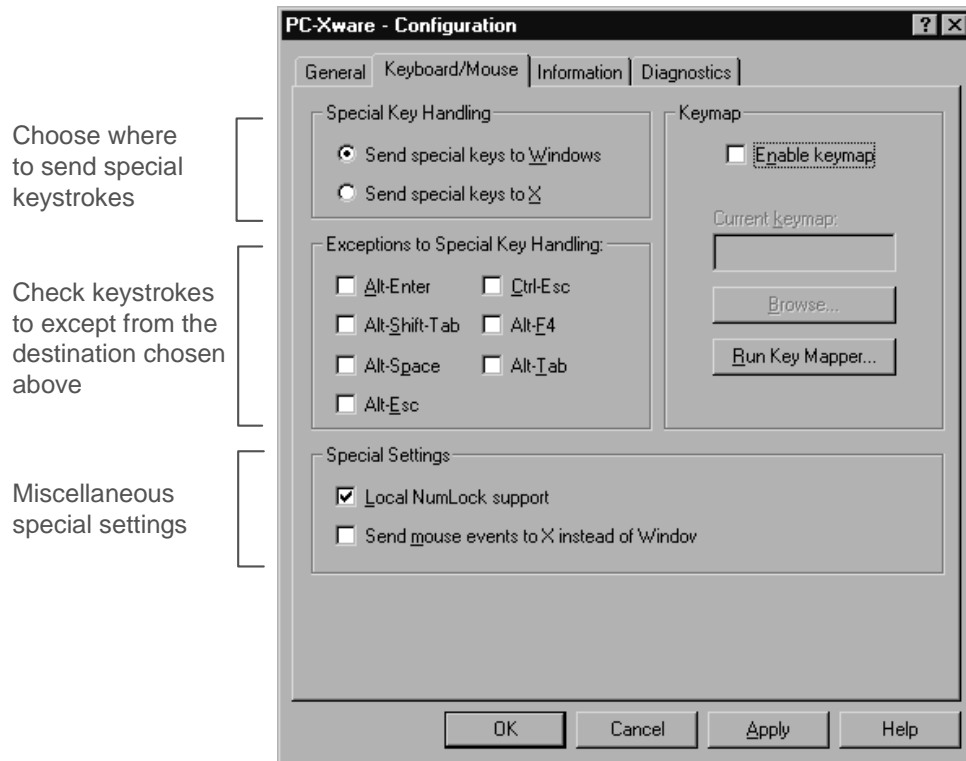 PC-Xware - Configuration
General Keyboard/Mouse Information Diagnostics
Choose where
to send special
keystrokes
Special Key Handling
Send special keys to Windows
Send special keys to X
Check keystrokes
to except from the
destination chosen
above
Exceptions to Special Key Handling:
Alt-Enter Ctrl-Esc
Alt-Shift-Tab Alt-F4
Alt-Space Alt-Tab
Alt-Esc
Keymap
Enable keymap
Current keymap:
Browse...
Run Key Mapper...
Miscellaneous
special settings
Special Settings
Local NumLock support
Send mouse events to X instead of Windov
OK Cancel Apply Help